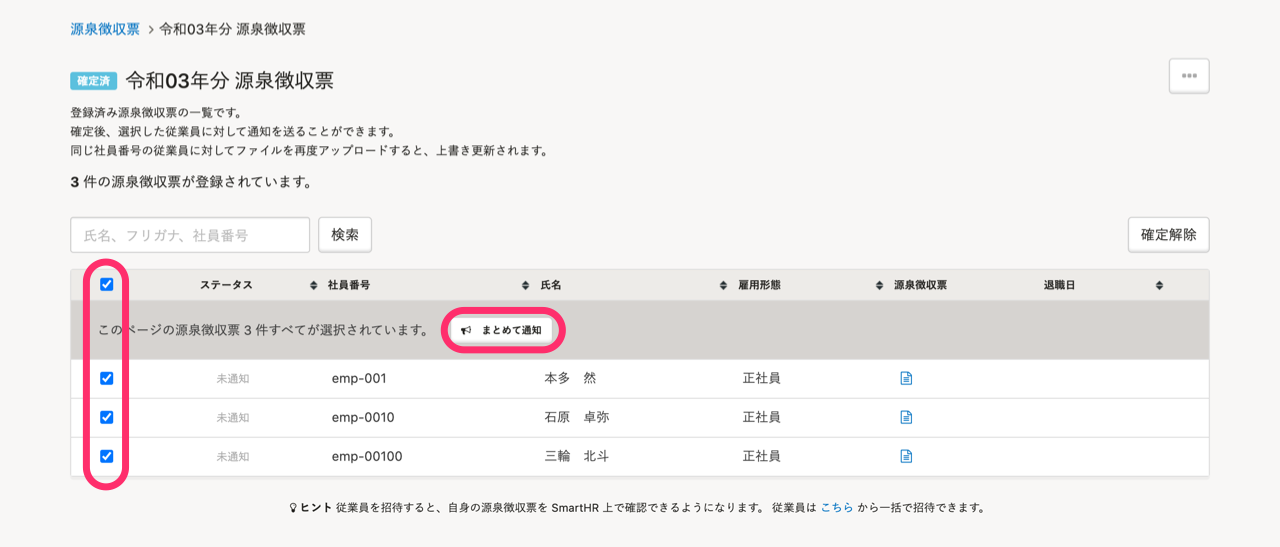 源泉徴収票 > 令和03年分 源泉徴収票
確定済 令和03年分 源泉徴収票
登録済み源泉徴収票の一覧です。
確定後、選択した従業員に対して通知を送ることができます。
同じ社員番号の従業員に対してファイルを再度アップロードすると、上書き更新されます。
3 件の源泉徴収票が登録されています。
氏名、フリガナ、社員番号 検索 確定解除
ステータス 社員番号 氏名 雇用形態 源泉徴収票 退職日
このページの源泉徴収票 3 件すべてが選択されています。 まとめて通知
未通知 emp-001 本多 然 正社員
未通知 emp-0010 石原 卓弥 正社員
未通知 emp-00100 三輪 北斗 正社員
ヒント 従業員を招待すると、自身の源泉徴収票を SmartHR 上で確認できるようになります。 従業員は こちら から一括で招待できます。